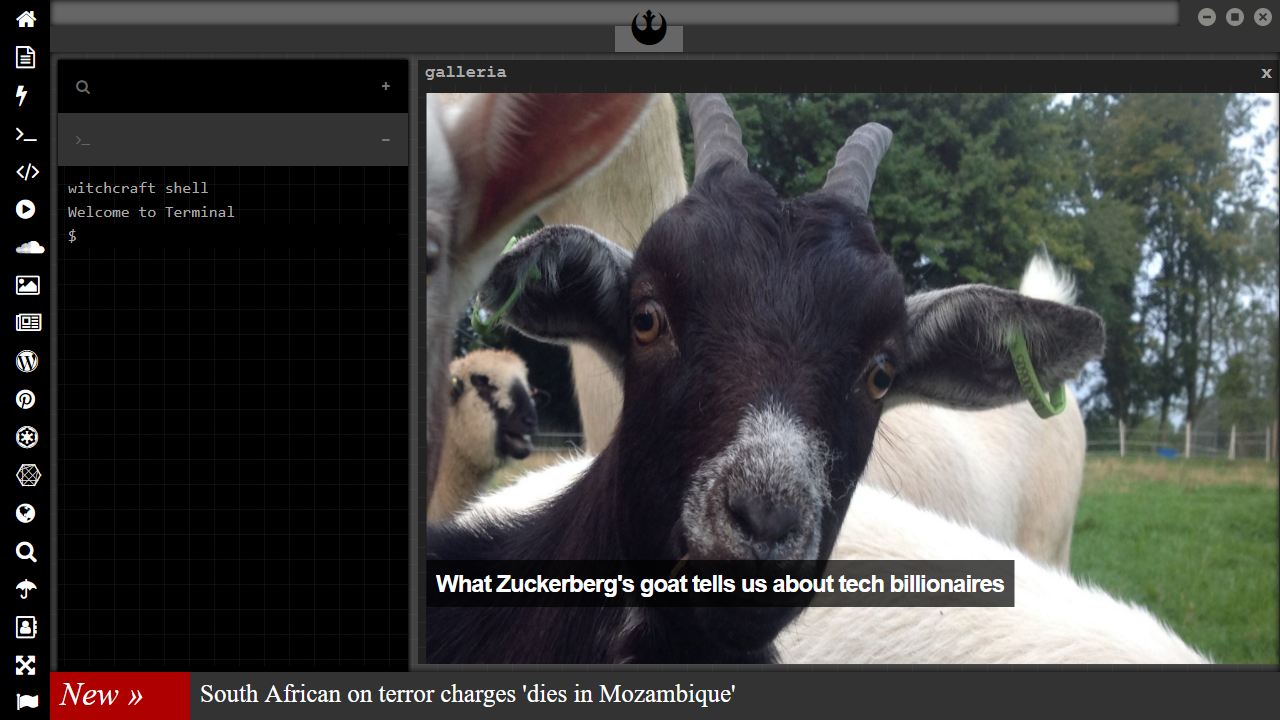 galleria
x
+
>_
−
witchcraft shell
Welcome to Terminal
$
What Zuckerberg's goat tells us about tech billionaires
New »
South African on terror charges 'dies in Mozambique'